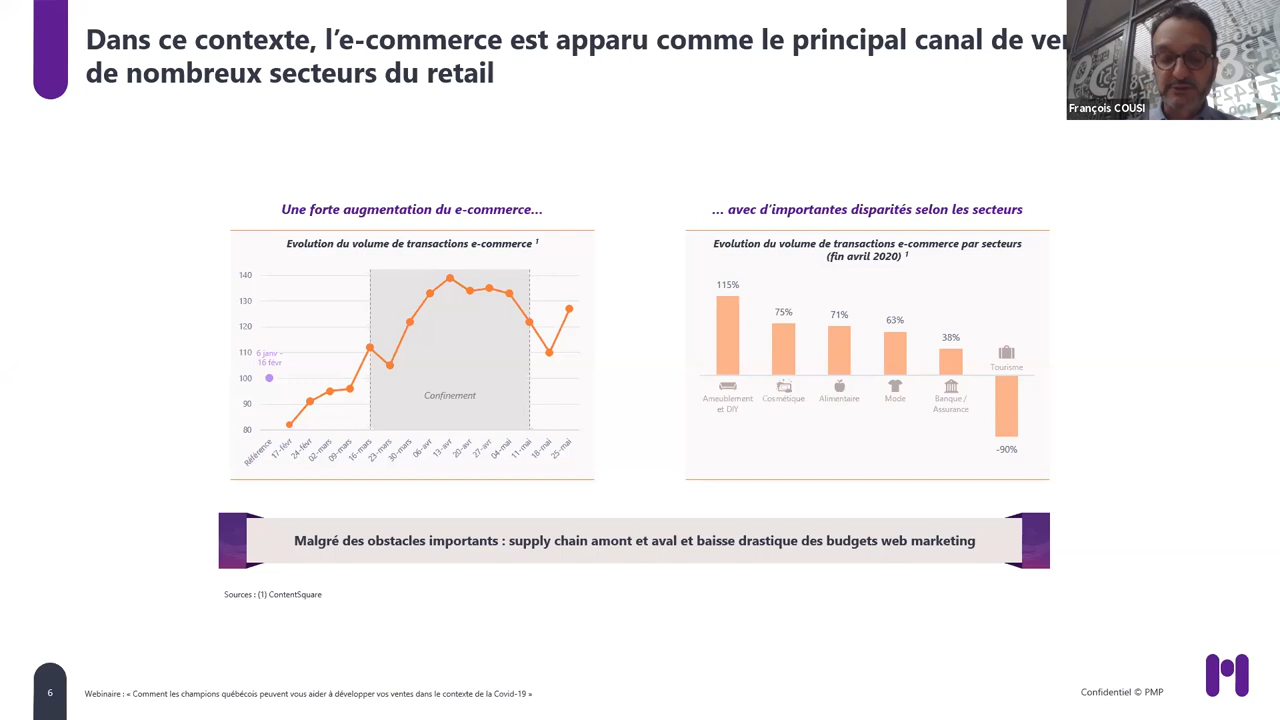 Dans ce contexte, l'e-commerce est apparu comme le principal canal de
de nombreux secteurs du retail
François COUSI
Une forte augmentation du e-commerce...
Evolution du volume de transactions e-commerce ¹
140
130
120
110
100
90
80
6 janv -
16 févr
Confinement
Référence
17-févr
24-févr
02-mars
09-mars
16-mars
23-mars
30-mars
06-avr
13-avr
20-avr
27-avr
04-mai
11-mai
18-mai
25-mai
... avec d'importantes disparités selon les secteurs
Evolution du volume de transactions e-commerce par secteurs
(fin avril 2020) ¹
115%
75%
71%
63%
38%
Tourisme
Ameublement
et DIY
Cosmétique
Alimentaire
Mode
Banque /
Assurance
-90%
Malgré des obstacles importants : supply chain amont et aval et baisse drastique des budgets web marketing
Sources : (1) ContentSquare
6
Webinaire : « Comment les champions québécois peuvent vous aider à développer vos ventes dans le contexte de la Covid-19 »
Confidentiel © PMP